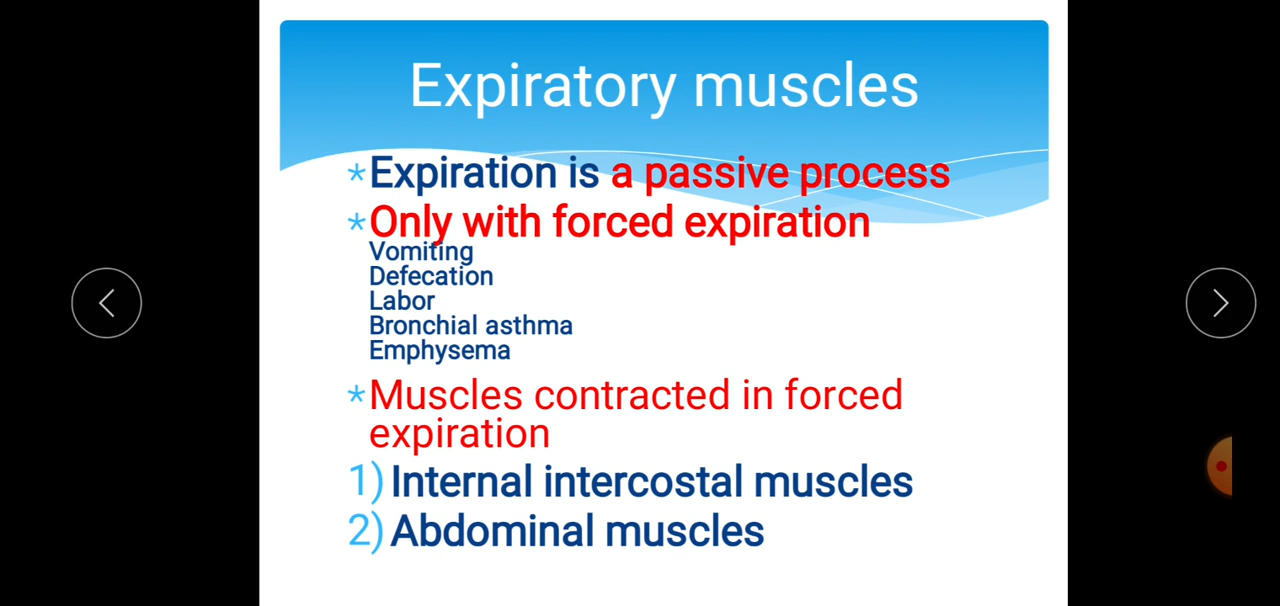 Expiratory muscles
*Expiration is a passive process
*Only with forced expiration
Vomiting
Defecation
Labor
Bronchial asthma
Emphysema
*Muscles contracted in forced
expiration
1) Internal intercostal muscles
2) Abdominal muscles